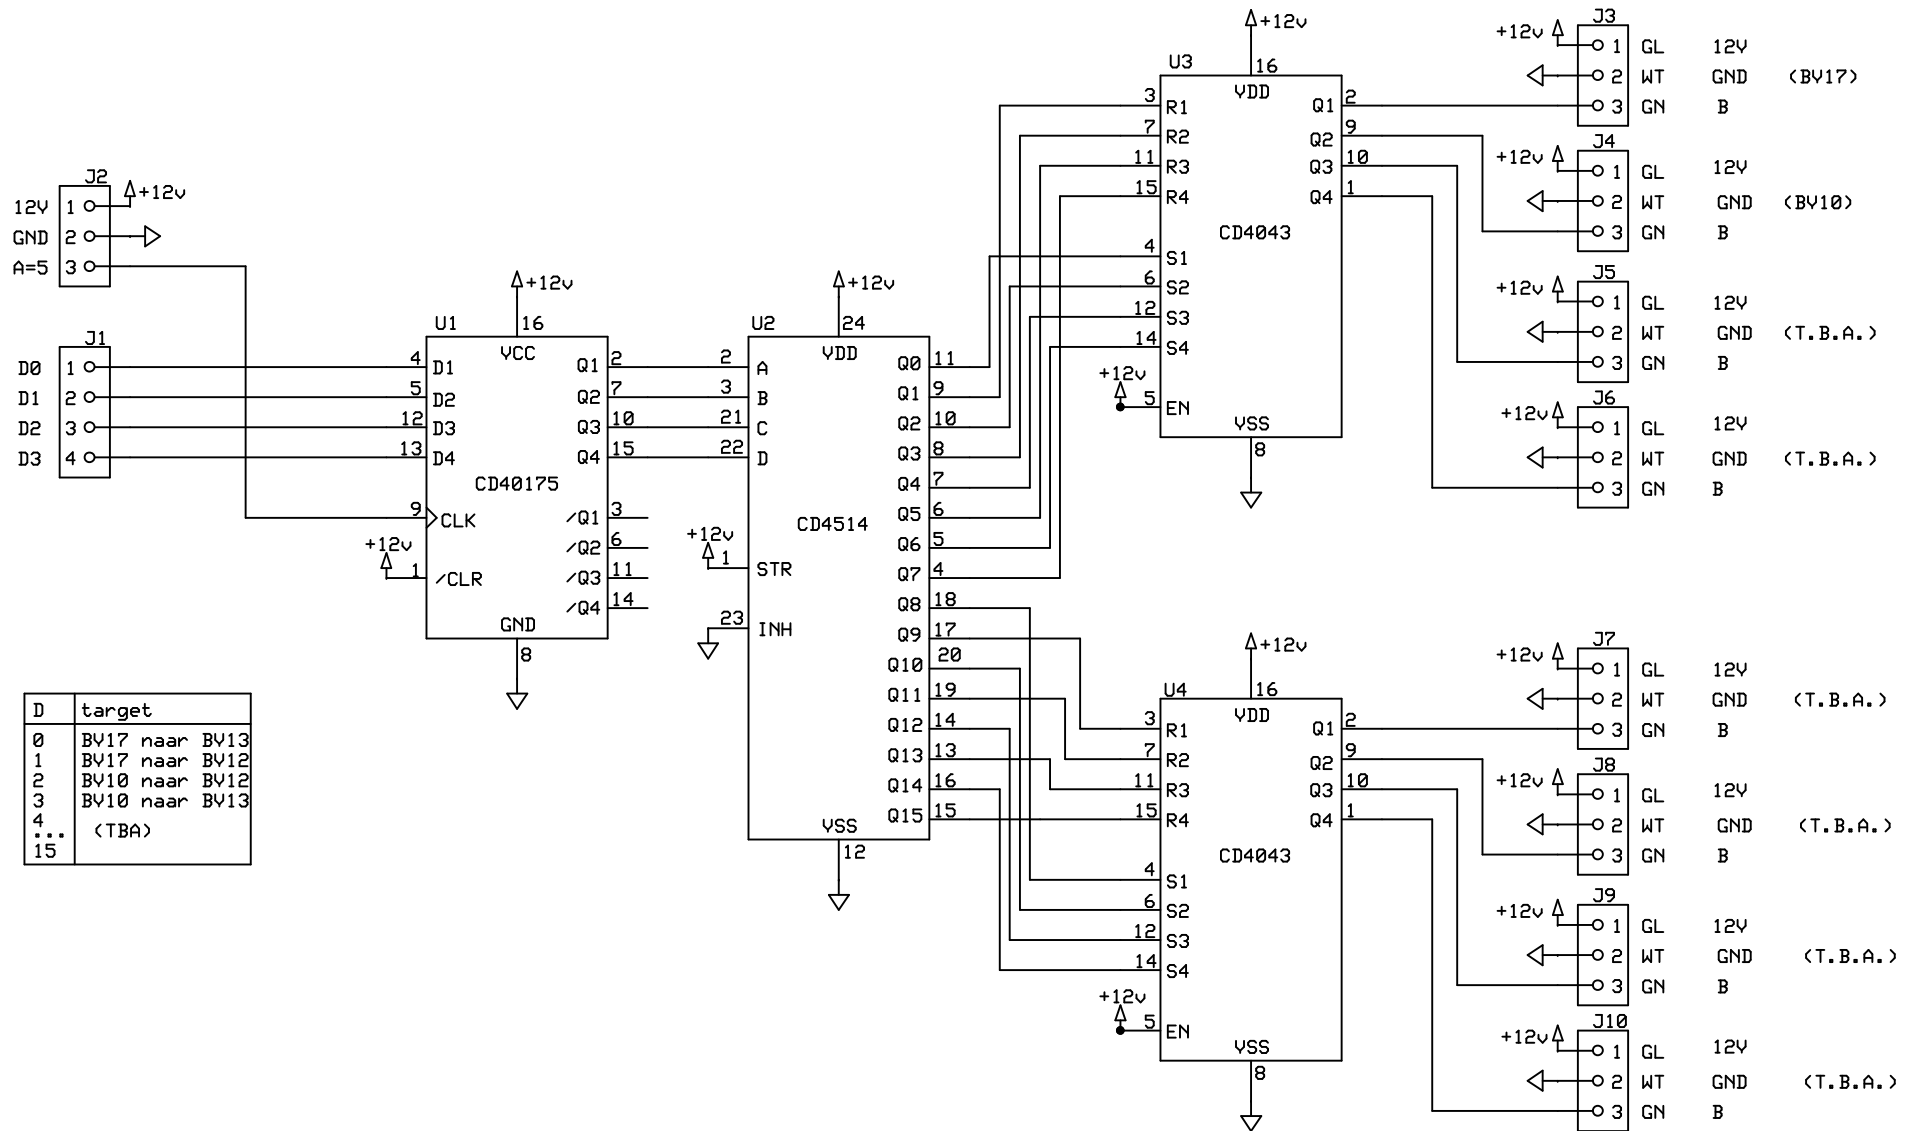 J2
+12v
12V 1
GND 2
A=5 3
J1
D0 1
D1 2
D2 3
D3 4
U1
+12v
16
VCC
4 D1 Q1 2
5 D2 Q2 7
12 D3 Q3 10
13 D4 Q4 15
CD40175
9 CLK /Q1 3
/Q2 6
+12v
1 /CLR /Q3 11
/Q4 14
GND
8
U2
+12v
24
VDD
2 A Q0 11
3 B Q1 9
21 C Q2 10
22 D Q3 8
Q4 7
CD4514
Q5 6
+12v
1 STR
Q6 5
Q7 4
Q8 18
23 INH Q9 17
Q10 20
Q11 19
Q12 14
Q13 13
Q14 16
Q15 15
VSS
12
U3
+12v
16
VDD
3 R1 Q1 2
7 R2 Q2 9
11 R3 Q3 10
15 R4 Q4 1
CD4043
4 S1
6 S2
12 S3
14 S4
+12v
5 EN
VSS
8
U4
+12v
16
VDD
3 R1 Q1 2
7 R2 Q2 9
11 R3 Q3 10
15 R4 Q4 1
CD4043
4 S1
6 S2
12 S3
14 S4
+12v
5 EN
VSS
8
J3
+12v
1 GL 12V
2 WT GND (BV17)
3 GN B
J4
+12v
1 GL 12V
2 WT GND (BV10)
3 GN B
J5
+12v
1 GL 12V
2 WT GND (T.B.A.)
3 GN B
J6
+12v
1 GL 12V
2 WT GND (T.B.A.)
3 GN B
J7
+12v
1 GL 12V
2 WT GND (T.B.A.)
3 GN B
J8
+12v
1 GL 12V
2 WT GND (T.B.A.)
3 GN B
J9
+12v
1 GL 12V
2 WT GND (T.B.A.)
3 GN B
J10
+12v
1 GL 12V
2 WT GND (T.B.A.)
3 GN B
D target
0 BV17 naar BV13
1 BV17 naar BV12
2 BV10 naar BV12
3 BV10 naar BV13
4
... (TBA)
15